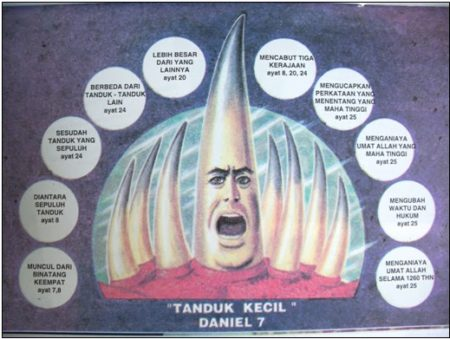 LEBIH BESAR
DARI YANG
LAINNYA
ayat 20
MENCABUT TIGA
KERAJAAN
ayat 8, 20, 24
BERBEDA DARI
TANDUK - TANDUK
LAIN
ayat 24
MENGUCAPKAN
PERKATAAN YANG
MENENTANG YANG
MAHA TINGGI
ayat 25
SESUDAH
TANDUK YANG
SEPULUH
ayat 24
MENGANIAYA
UMAT ALLAH YANG
MAHA TINGGI
ayat 25
DIANTARA
SEPULUH
TANDUK
ayat 8
MENGUBAH
WAKTU DAN
HUKUM
ayat 25
MUNCUL DARI
BINATANG
KEEMPAT
ayat 7,8
MENGANIAYA
UMAT ALLAH
SELAMA 1260 THN
ayat 25
"TANDUK KECIL"
DANIEL 7